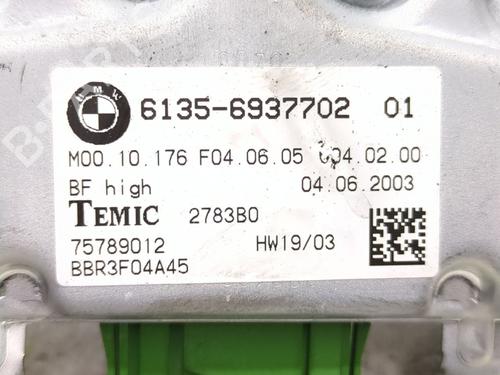 BMW
6135-6937702 01
M00.10.176 F04.06.05 04.02.00
BF high 04.06.2003
TEMIC 2783B0
75789012 HW19/03
BBR3F04A45